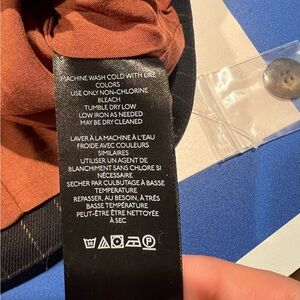 MACHINE WASH COLD WITH LIKE
COLORS
USE ONLY NON-CHLORINE
BLEACH
TUMBLE DRY LOW
LOW IRON AS NEEDED
MAY BE DRY CLEANED
LAVER À LA MACHINE À L'EAU
FROIDE AVEC COULEURS
SIMILAIRES
UTILISER UN AGENT DE
BLANCHIMENT SANS CHLORE SI
NÉCESSAIRE
SECHER PAR CULBUTAGE À BASSE
TEMPERATURE
REPASSER, AU BESOIN, À TRÈS
BASSE TEMPÉRATURE
PEUT-ÊTRE ÊTRE NETTOYÉE
À SEC